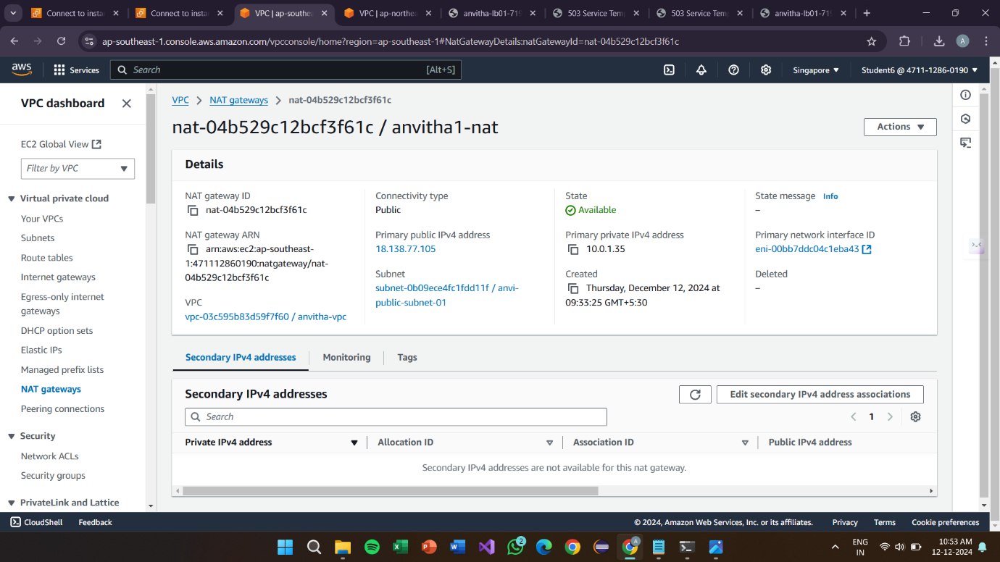 Connect to insta
Connect to insta
VPC | ap-southea
VPC | ap-northea
anvitha-lb01-719
503 Service Tem
503 Service Tem
anvitha-lb01-719
ap-southeast-1.console.aws.amazon.com/vpcconsole/home?region=ap-southeast-1#NatGatewayDetails:natGatewayId=nat-04b529c12bcf3f61c
A
aws
Services
Search
[Alt+S]
Singapore
Student6 @ 4711-1286-0190
VPC dashboard
EC2 Global View
Filter by VPC
Virtual private cloud
Your VPCs
Subnets
Route tables
Internet gateways
Egress-only internet
gateways
DHCP option sets
Elastic IPs
Managed prefix lists
NAT gateways
Peering connections
Security
Network ACLs
Security groups
PrivateLink and Lattice
VPC > NAT gateways > nat-04b529c12bcf3f61c
nat-04b529c12bcf3f61c / anvitha1-nat
Actions
Details
NAT gateway ID
nat-04b529c12bcf3f61c
NAT gateway ARN
arn:aws:ec2:ap-southeast-
1:471112860190:natgateway/nat-
04b529c12bcf3f61c
VPC
vpc-03c595b83d59f7f60 / anvitha-vpc
Connectivity type
Public
Primary public IPv4 address
18.138.77.105
Subnet
subnet-0b09ece4fc1fdd11f / anvi-
public-subnet-01
State
Available
Primary private IPv4 address
10.0.1.35
Created
Thursday, December 12, 2024 at
09:33:25 GMT+5:30
State message Info
–
Primary network interface ID
eni-00bb7ddc04c1eba43
Deleted
–
Secondary IPv4 addresses
Monitoring
Tags
Secondary IPv4 addresses
Edit secondary IPv4 address associations
Search
1
Private IPv4 address
Allocation ID
Association ID
Public IPv4 address
Secondary IPv4 addresses are not available for this nat gateway.
CloudShell
Feedback
© 2024, Amazon Web Services, Inc. or its affiliates.
Privacy
Terms
Cookie preferences
2
A
ENG
IN
10:53 AM
12-12-2024